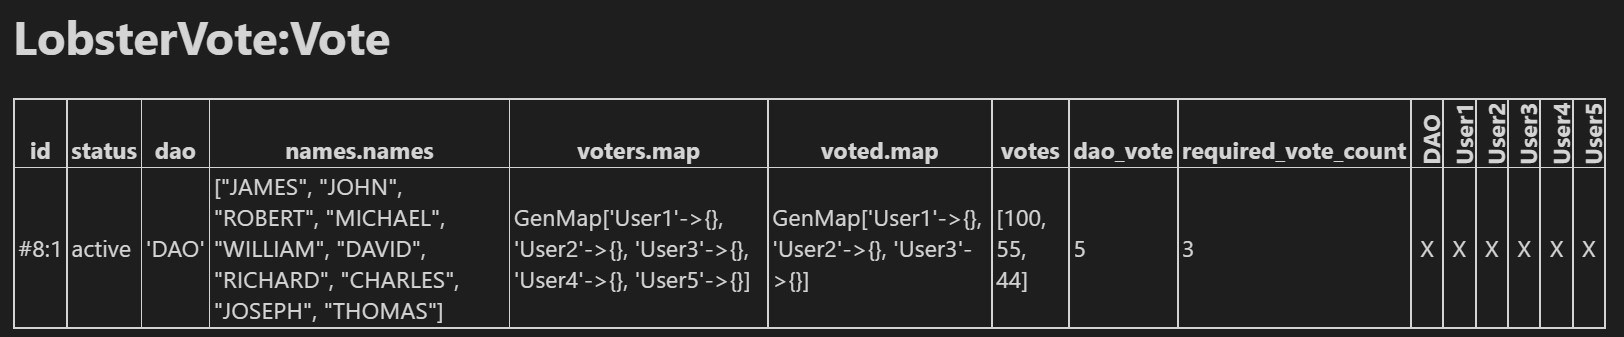 LobsterVote:Vote
id status dao names.names voters.map voted.map votes dao_vote required_vote_count DAO User1 User2 User3 User4 User5
#8:1 active 'DAO' ["JAMES", "JOHN", "ROBERT", "MICHAEL", "WILLIAM", "DAVID", "RICHARD", "CHARLES", "JOSEPH", "THOMAS"] GenMap['User1'->{}, 'User2'->{}, 'User3'->{}, 'User4'->{}, 'User5'->{}] GenMap['User1'->{}, 'User2'->{}, 'User3'->{}] [100, 55, 44] 5 3 X X X X X X